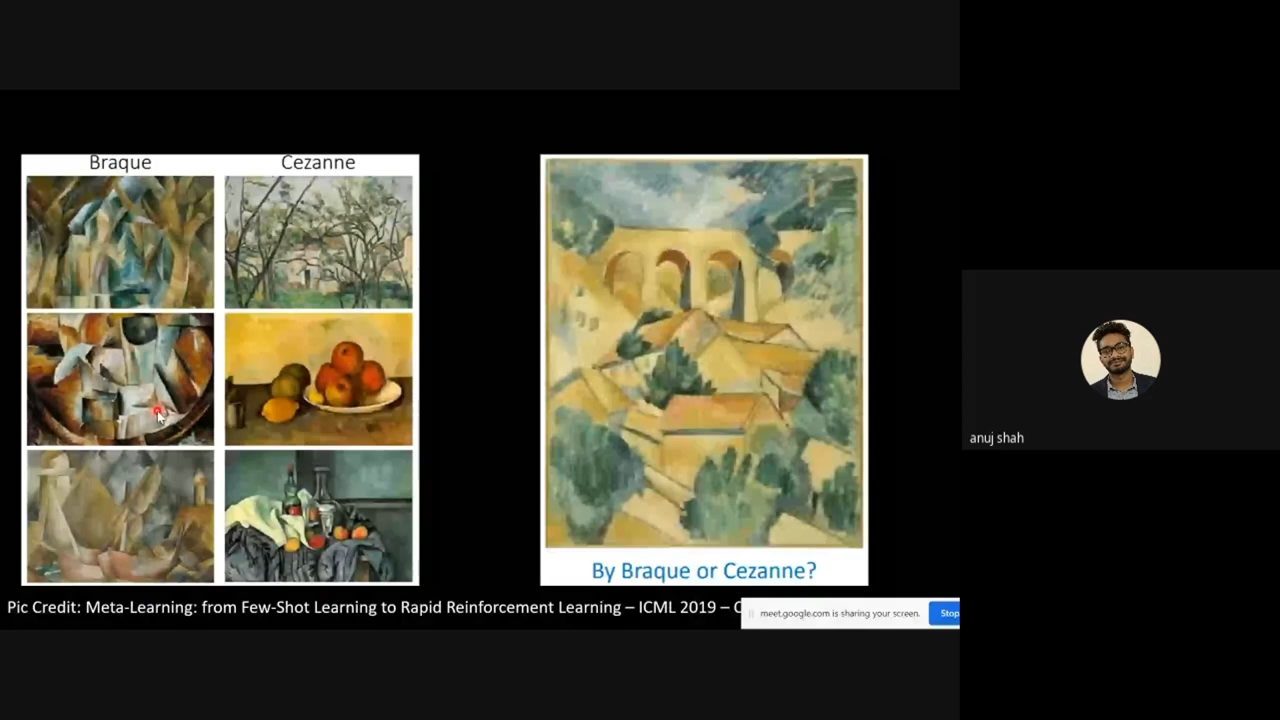 Braque
Cezanne
By Braque or Cezanne?
Pic Credit: Meta-Learning: from Few-Shot Learning to Rapid Reinforcement Learning – ICML 2019 –
meet.google.com is sharing your screen.
Stop
anuj shah